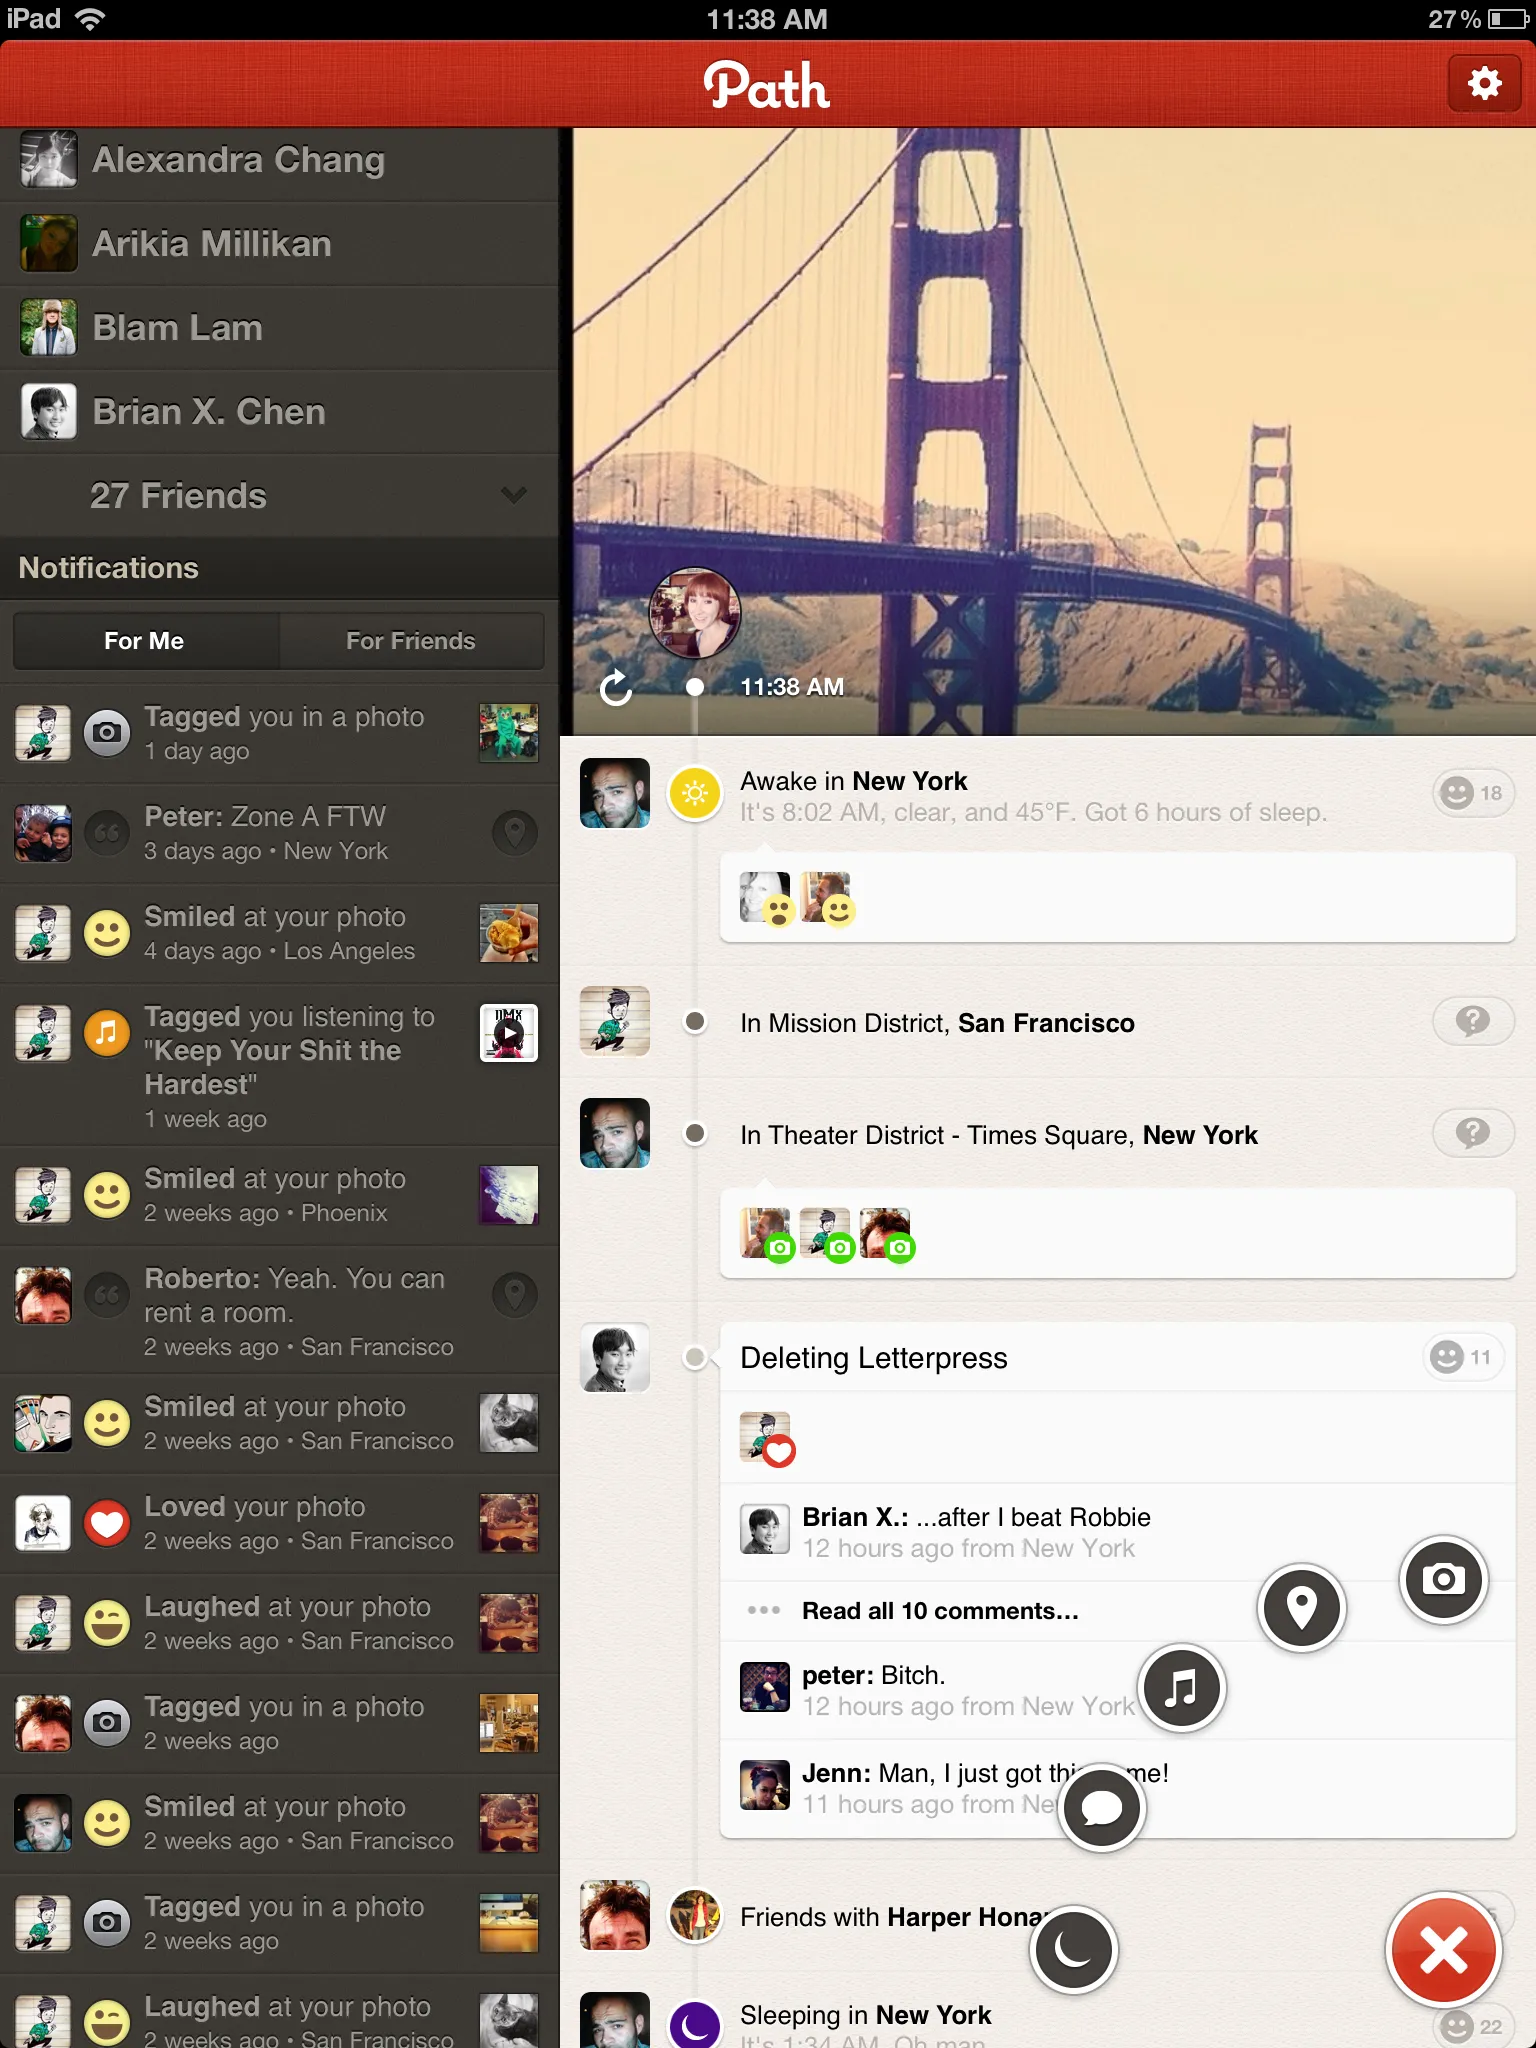 iPad 11:38 AM 27%
Path
Alexandra Chang
Arikia Millikan
Blam Lam
Brian X. Chen
27 Friends
Notifications
For Me For Friends
Tagged you in a photo
1 day ago
Peter: Zone A FTW
3 days ago • New York
Smiled at your photo
4 days ago • Los Angeles
Tagged you listening to
"Keep Your Shit the
Hardest"
1 week ago
Smiled at your photo
2 weeks ago • Phoenix
Roberto: Yeah. You can
rent a room.
2 weeks ago • San Francisco
Smiled at your photo
2 weeks ago • San Francisco
Loved your photo
2 weeks ago • San Francisco
Laughed at your photo
2 weeks ago • San Francisco
Tagged you in a photo
2 weeks ago
Smiled at your photo
2 weeks ago • San Francisco
Tagged you in a photo
2 weeks ago
Laughed at your photo
2 weeks ago • San Francisco
11:38 AM
Awake in New York 18
It's 8:02 AM, clear, and 45°F. Got 6 hours of sleep.
In Mission District, San Francisco
In Theater District - Times Square, New York
Deleting Letterpress 11
Brian X.: ...after I beat Robbie
12 hours ago from New York
Read all 10 comments...
peter: Bitch.
12 hours ago from New York
Jenn: Man, I just got me!
11 hours ago from
Friends with Harper
Sleeping in New York 22
It's 1:34 AM. Oh man